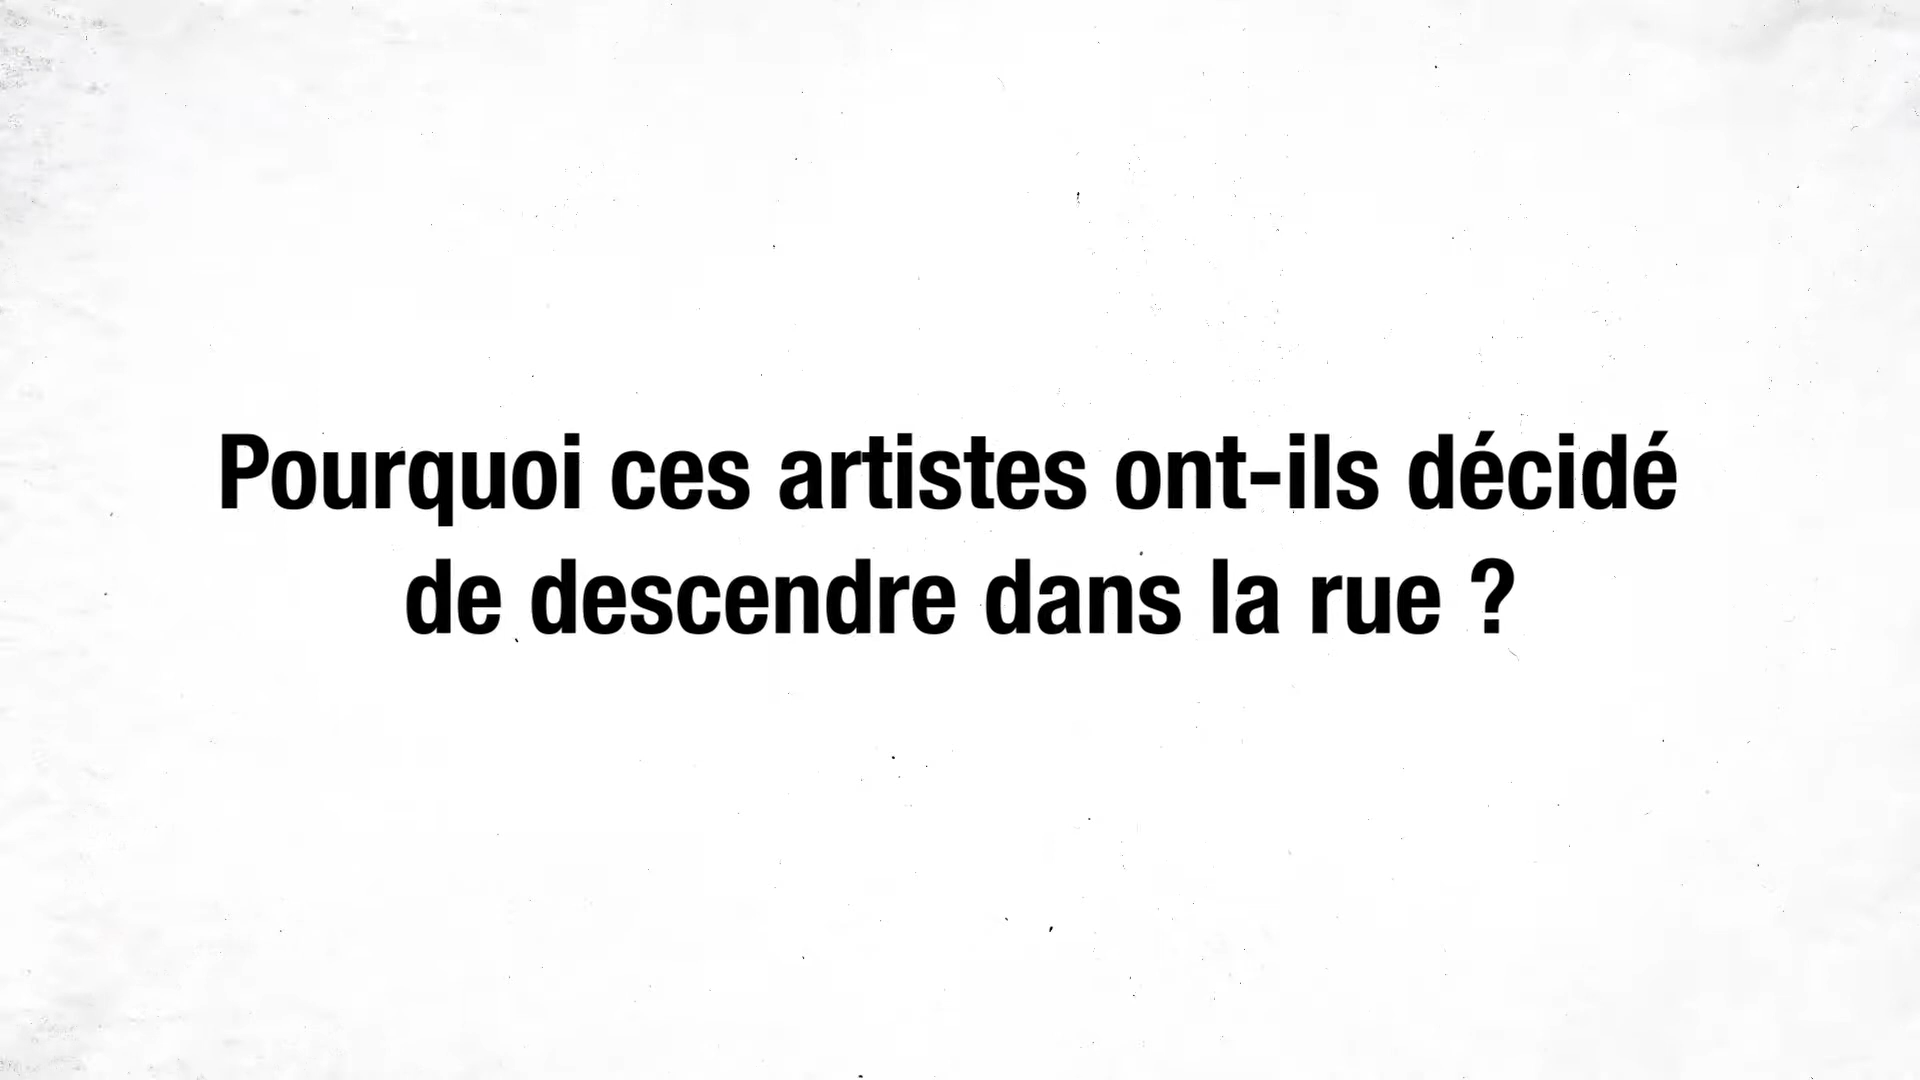 Pourquoi ces artistes ont-ils décidé
de descendre dans la rue ?